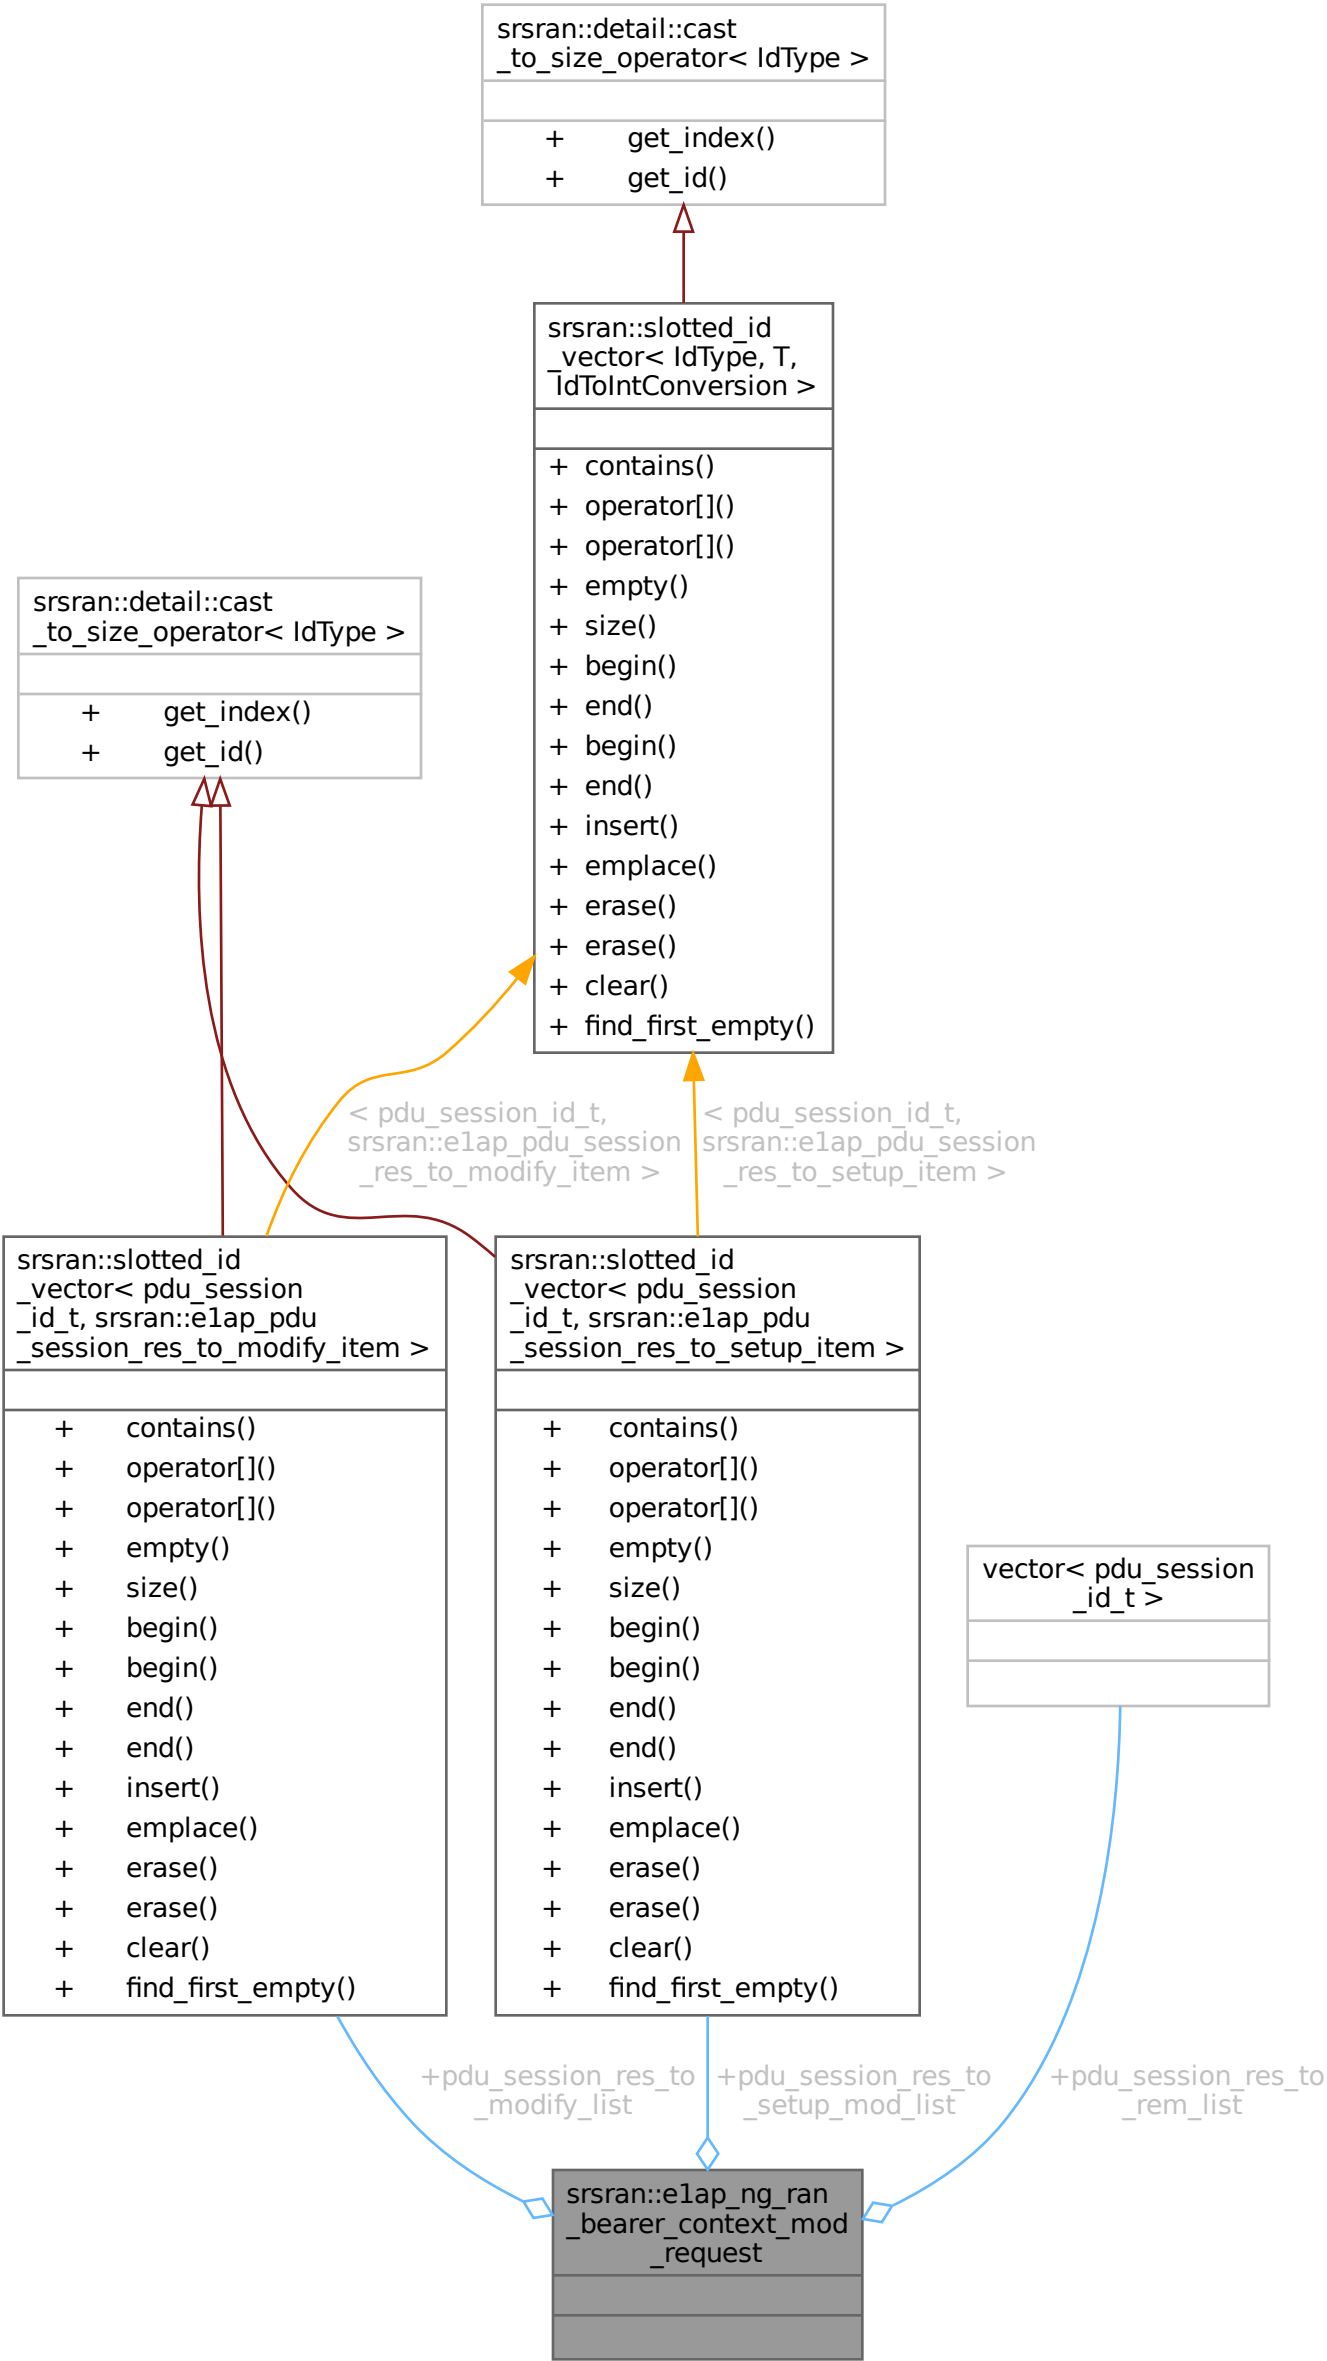 srsran::detail::cast
_to_size_operator< IdType >
+ get_index()
+ get_id()
srsran::slotted_id
_vector< IdType, T,
IdToIntConversion >
+ contains()
+ operator[]()
+ operator[]()
+ empty()
+ size()
+ begin()
+ end()
+ begin()
+ end()
+ insert()
+ emplace()
+ erase()
+ erase()
+ clear()
+ find_first_empty()
srsran::detail::cast
_to_size_operator< IdType >
+ get_index()
+ get_id()
< pdu_session_id_t,
srsran::e1ap_pdu_session
_res_to_modify_item >
< pdu_session_id_t,
srsran::e1ap_pdu_session
_res_to_setup_item >
srsran::slotted_id
_vector< pdu_session
_id_t, srsran::e1ap_pdu
_session_res_to_modify_item >
+ contains()
+ operator[]()
+ operator[]()
+ empty()
+ size()
+ begin()
+ begin()
+ end()
+ end()
+ insert()
+ emplace()
+ erase()
+ erase()
+ clear()
+ find_first_empty()
srsran::slotted_id
_vector< pdu_session
_id_t, srsran::e1ap_pdu
_session_res_to_setup_item >
+ contains()
+ operator[]()
+ operator[]()
+ empty()
+ size()
+ begin()
+ begin()
+ end()
+ end()
+ insert()
+ emplace()
+ erase()
+ erase()
+ clear()
+ find_first_empty()
vector< pdu_session
_id_t >
+pdu_session_res_to
_modify_list
+pdu_session_res_to
_setup_mod_list
+pdu_session_res_to
_rem_list
srsran::e1ap_ng_ran
_bearer_context_mod
_request